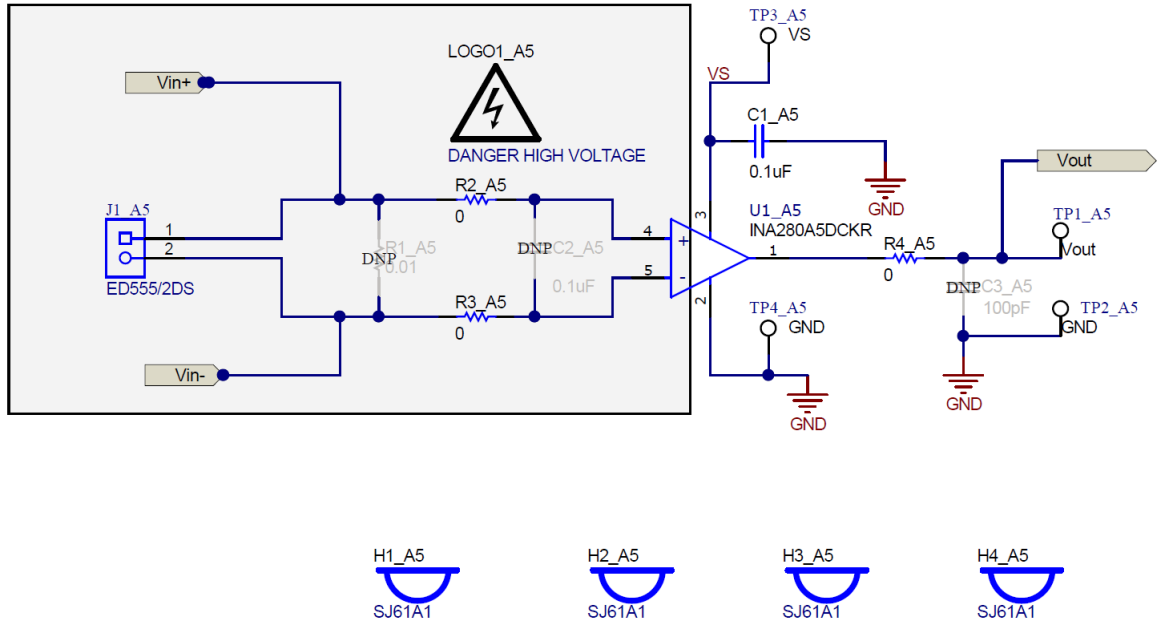 TP3_A5
VS
LOGO1_A5
VS
Vin+
C1_A5
DANGER HIGH VOLTAGE
0.1uF
Vout
R2_A5
0
GND
J1_A5
1
2
ED555/2DS
DNP
R1_A5
0.01
DNP
C2_A5
0.1uF
4
5
+
-
3
2
U1_A5
INA280A5DCKR
1
R4_A5
0
TP1_A5
Vout
DNP
C3_A5
100pF
R3_A5
0
TP4_A5
GND
TP2_A5
GND
Vin-
GND
GND
H1_A5
H2_A5
H3_A5
H4_A5
SJ61A1
SJ61A1
SJ61A1
SJ61A1